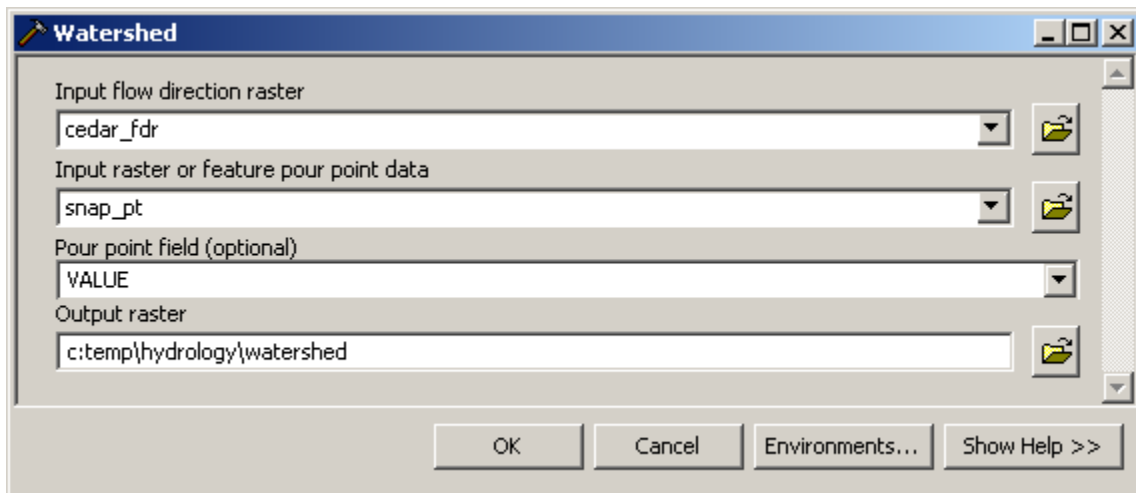 Watershed
Input flow direction raster
cedar_fdr
Input raster or feature pour point data
snap_pt
Pour point field (optional)
VALUE
Output raster
c:temp\hydrology\watershed
OK Cancel Environments... Show Help >>